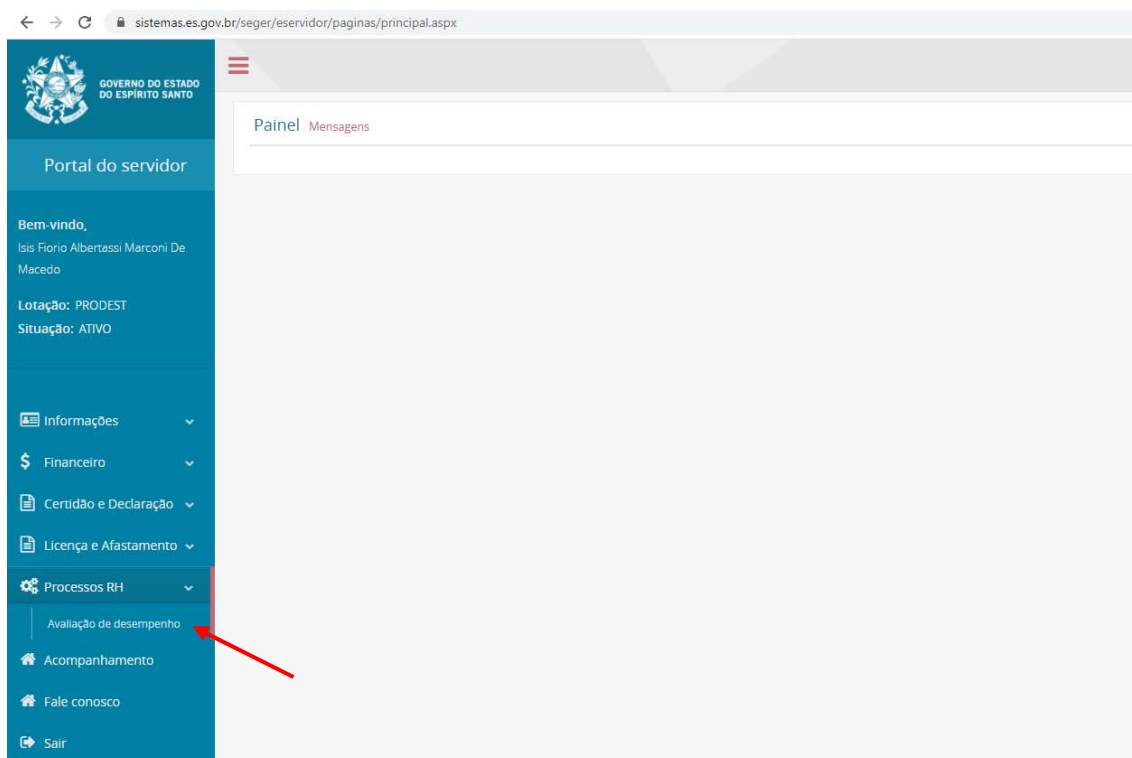 sistemas.es.gov.br/seger/eservidor/paginas/principal.aspx
GOVERNO DO ESTADO
DO ESPÍRITO SANTO
Portal do servidor
Painel Mensagens
Bem-vindo,
Isis Fiorio Albertassi Marconi De
Macedo
Lotação: PRODEST
Situação: ATIVO
Informações
Financeiro
Certidão e Declaração
Licença e Afastamento
Processos RH
Avaliação de desempenho
Acompanhamento
Fale conosco
Sair